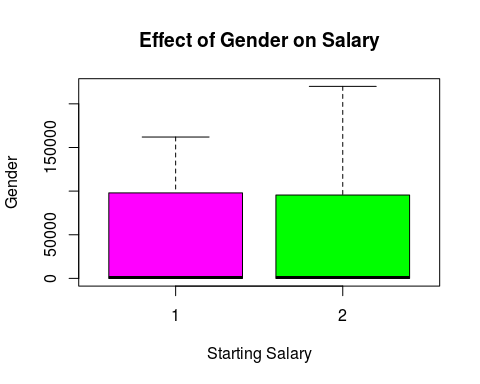 Effect of Gender on Salary
Gender
150000
50000
0
1
2
Starting Salary